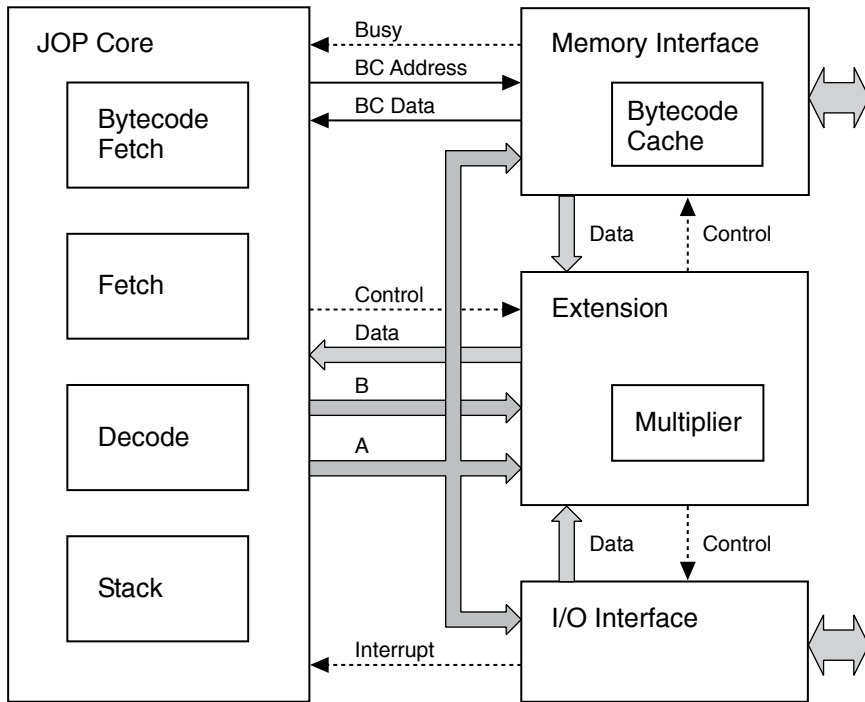 JOP Core
Bytecode
Fetch
Fetch
Decode
Stack
Busy
BC Address
BC Data
Control
Data
B
A
Interrupt
Memory Interface
Bytecode
Cache
Data
Control
Extension
Multiplier
Data
Control
I/O Interface